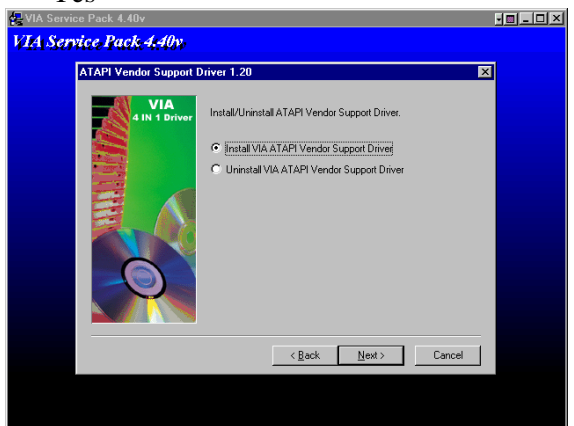 Yes
VIA Service Pack 4.40v
VIA Service Pack 4.40v
ATAPI Vendor Support Driver 1.20
VIA
4 IN 1 Driver
Install/Uninstall ATAPI Vendor Support Driver.
Install VIA ATAPI Vendor Support Driver
Uninstall VIA ATAPI Vendor Support Driver
< Back Next > Cancel